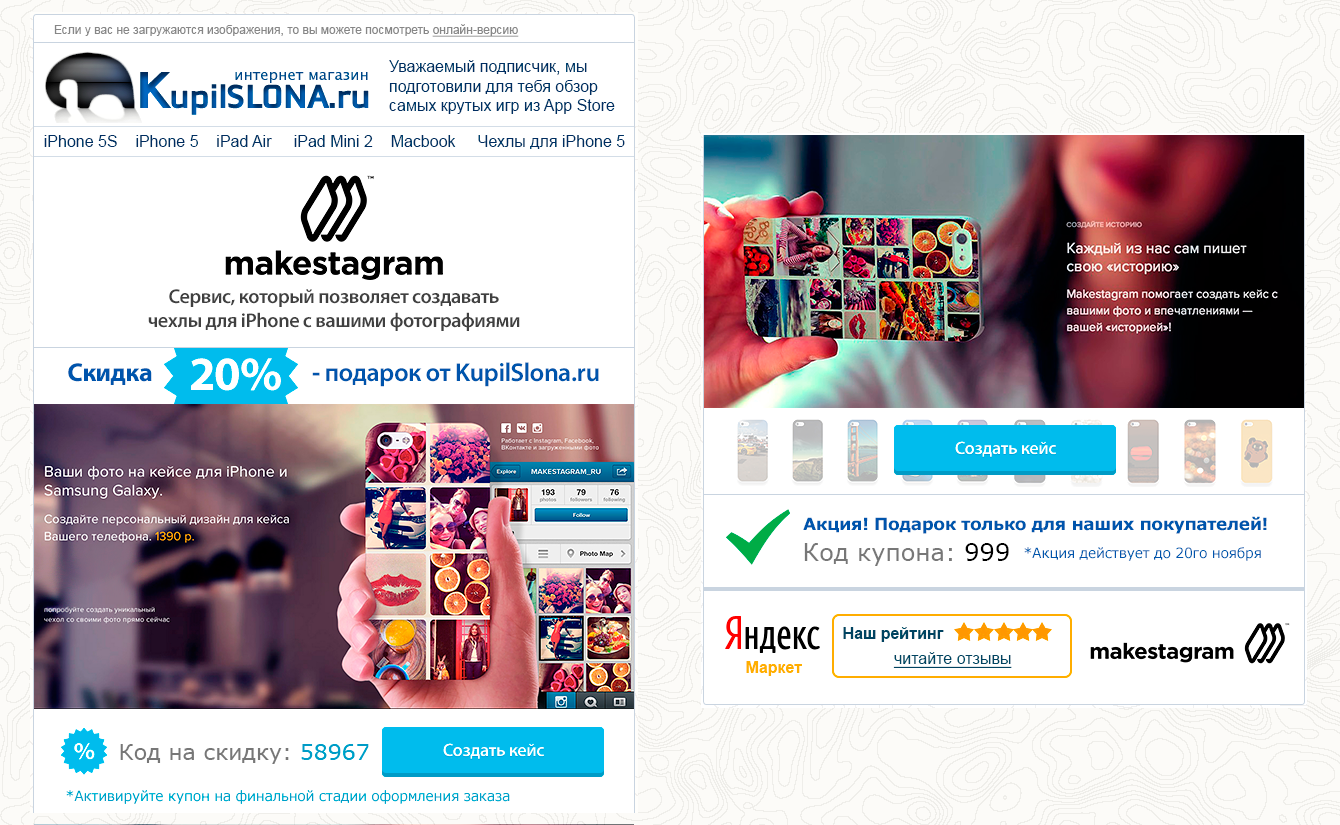 Если у вас не загружаются изображения, то вы можете посмотреть онлайн-версию
интернет магазин
KupilSLONA.ru
Уважаемый подписчик, мы
подготовили для тебя обзор
самых крутых игр из App Store
iPhone 5S iPhone 5 iPad Air iPad Mini 2 Macbook Чехлы для iPhone 5
makestagram™
Сервис, который позволяет создавать
чехлы для iPhone с вашими фотографиями
Скидка 20% - подарок от KupilSlona.ru
Работает с Instagram, Facebook,
ВКонтакте и загруженными фото
Ваши фото на кейсе для iPhone и
Samsung Galaxy.
Создайте персональный дизайн для кейса
Вашего телефона. 1390 р.
попробуйте создать уникальный
чехол со своими фото прямо сейчас
Explore MAKESTAGRAM_RU
193 79 76
photos followers following
Follow
Photo Map
% Код на скидку: 58967 Создать кейс
*Активируйте купон на финальной стадии оформления заказа
СОЗДАЙТЕ ИСТОРИЮ
Каждый из нас сам пишет
свою «историю»
Makestagram помогает создать кейс с
вашими фото и впечатлениями —
вашей «историей»!
Создать кейс
Акция! Подарок только для наших покупателей!
Код купона: 999 *Акция действует до 20го ноября
Яндекс
Маркет
Наш рейтинг
читайте отзывы
makestagram™